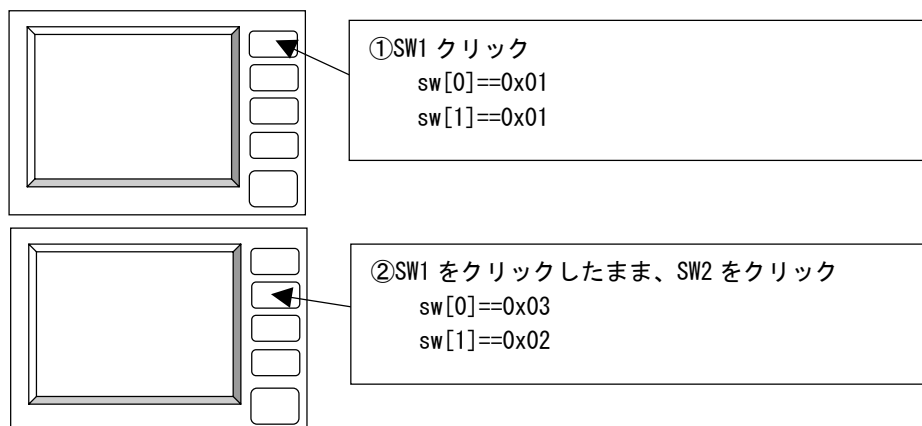 ①SW1 クリック
sw[0]==0x01
sw[1]==0x01
②SW1 をクリックしたまま、SW2 をクリック
sw[0]==0x03
sw[1]==0x02